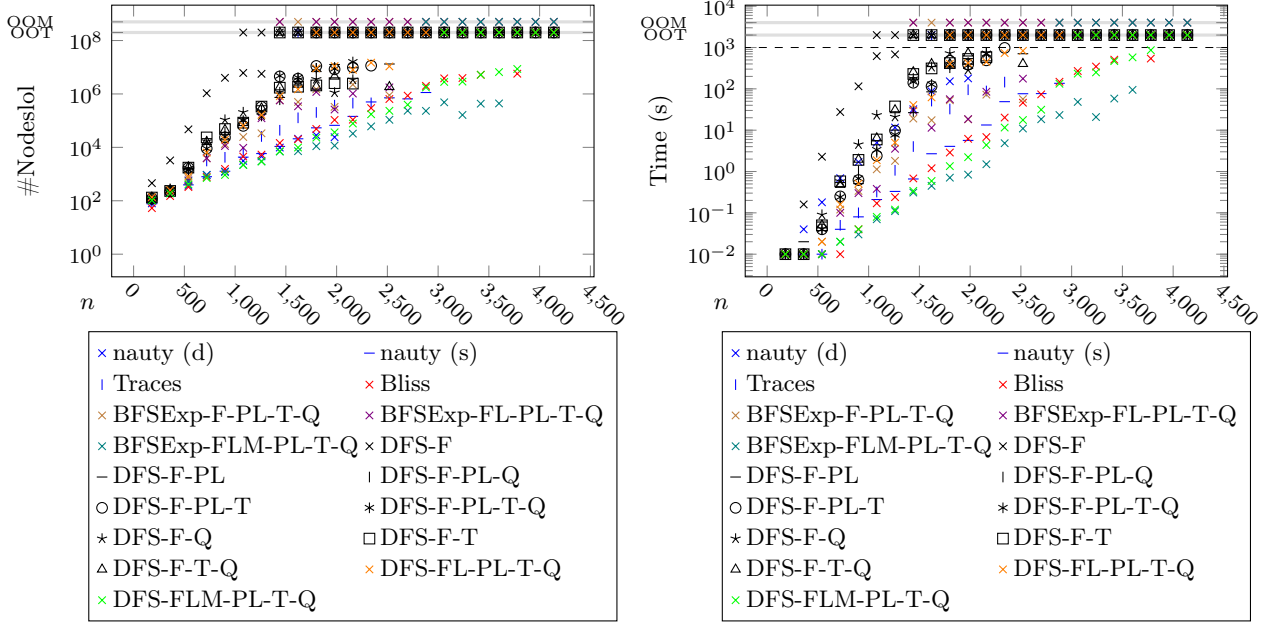 OOM
OOT
10^8
10^6
10^4
10^2
10^0
#Nodeslol
n
0
500
1,000
1,500
2,000
2,500
3,000
3,500
4,000
4,500
nauty (d)
nauty (s)
Traces
Bliss
BFSExp-F-PL-T-Q
BFSExp-FL-PL-T-Q
BFSExp-FLM-PL-T-Q
DFS-F
DFS-F-PL
DFS-F-PL-Q
DFS-F-PL-T
DFS-F-PL-T-Q
DFS-F-Q
DFS-F-T
DFS-F-T-Q
DFS-FL-PL-T-Q
DFS-FLM-PL-T-Q
10^4
OOM
OOT
10^3
10^2
10^1
10^0
10^−1
10^−2
Time (s)
n
0
500
1,000
1,500
2,000
2,500
3,000
3,500
4,000
4,500
nauty (d)
nauty (s)
Traces
Bliss
BFSExp-F-PL-T-Q
BFSExp-FL-PL-T-Q
BFSExp-FLM-PL-T-Q
DFS-F
DFS-F-PL
DFS-F-PL-Q
DFS-F-PL-T
DFS-F-PL-T-Q
DFS-F-Q
DFS-F-T
DFS-F-T-Q
DFS-FL-PL-T-Q
DFS-FLM-PL-T-Q